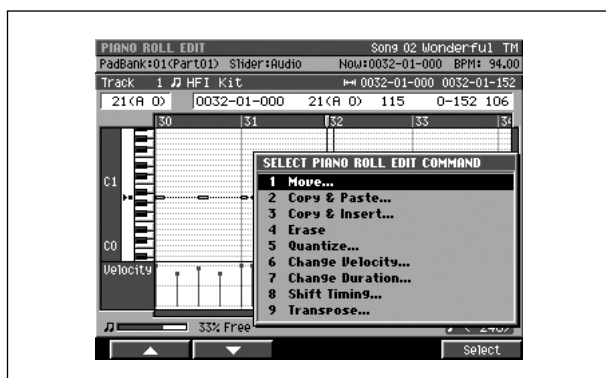 PIANO ROLL EDIT Song 02 Wonderful TM
PadBank:01(Part01) Slider:Audio Now:0032-01-000 BPM: 94.00
Track 1 HFI Kit 0032-01-000 0032-01-152
21(A 0) 0032-01-000 21(A 0) 115 0-152 106
30 31 32 33 34
SELECT PIANO ROLL EDIT COMMAND
1 Move...
2 Copy & Paste...
3 Copy & Insert...
4 Erase
5 Quantize...
6 Change Velocity...
7 Change Duration...
8 Shift Timing...
9 Transpose...
C1
C0
Velocity
33% Free
Select